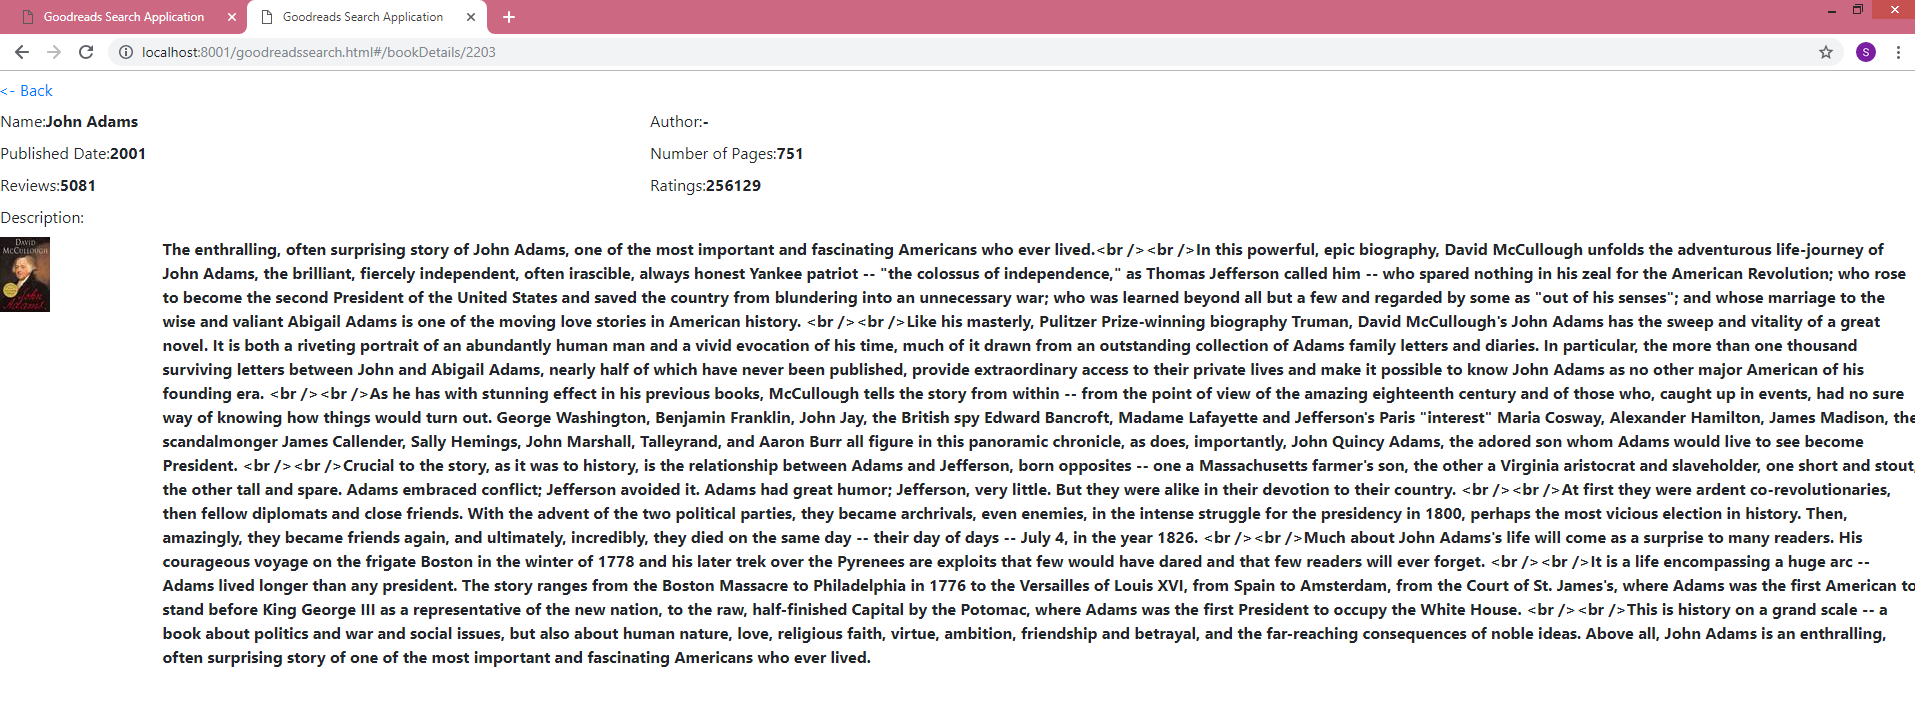 Goodreads Search Application
Goodreads Search Application
localhost:8001/goodreadssearch.html#/bookDetails/2203
S
<- Back
Name:John Adams
Author:-
Published Date:2001
Number of Pages:751
Reviews:5081
Ratings:256129
Description:
DAVID
MCCULLOUGH
John
Adams
The enthralling, often surprising story of John Adams, one of the most important and fascinating Americans who ever lived.<br /><br />In this powerful, epic biography, David McCullough unfolds the adventurous life-journey of
John Adams, the brilliant, fiercely independent, often irascible, always honest Yankee patriot -- "the colossus of independence," as Thomas Jefferson called him -- who spared nothing in his zeal for the American Revolution; who rose
to become the second President of the United States and saved the country from blundering into an unnecessary war; who was learned beyond all but a few and regarded by some as "out of his senses"; and whose marriage to the
wise and valiant Abigail Adams is one of the moving love stories in American history. <br /><br />Like his masterly, Pulitzer Prize-winning biography Truman, David McCullough's John Adams has the sweep and vitality of a great
novel. It is both a riveting portrait of an abundantly human man and a vivid evocation of his time, much of it drawn from an outstanding collection of Adams family letters and diaries. In particular, the more than one thousand
surviving letters between John and Abigail Adams, nearly half of which have never been published, provide extraordinary access to their private lives and make it possible to know John Adams as no other major American of his
founding era. <br /><br />As he has with stunning effect in his previous books, McCullough tells the story from within -- from the point of view of the amazing eighteenth century and of those who, caught up in events, had no sure
way of knowing how things would turn out. George Washington, Benjamin Franklin, John Jay, the British spy Edward Bancroft, Madame Lafayette and Jefferson's Paris "interest" Maria Cosway, Alexander Hamilton, James Madison, the
scandalmonger James Callender, Sally Hemings, John Marshall, Talleyrand, and Aaron Burr all figure in this panoramic chronicle, as does, importantly, John Quincy Adams, the adored son whom Adams would live to see become
President. <br /><br />Crucial to the story, as it was to history, is the relationship between Adams and Jefferson, born opposites -- one a Massachusetts farmer's son, the other a Virginia aristocrat and slaveholder, one short and stout,
the other tall and spare. Adams embraced conflict; Jefferson avoided it. Adams had great humor; Jefferson, very little. But they were alike in their devotion to their country. <br /><br />At first they were ardent co-revolutionaries,
then fellow diplomats and close friends. With the advent of the two political parties, they became archrivals, even enemies, in the intense struggle for the presidency in 1800, perhaps the most vicious election in history. Then,
amazingly, they became friends again, and ultimately, incredibly, they died on the same day -- their day of days -- July 4, in the year 1826. <br /><br />Much about John Adams's life will come as a surprise to many readers. His
courageous voyage on the frigate Boston in the winter of 1778 and his later trek over the Pyrenees are exploits that few would have dared and that few readers will ever forget. <br /><br />It is a life encompassing a huge arc --
Adams lived longer than any president. The story ranges from the Boston Massacre to Philadelphia in 1776 to the Versailles of Louis XVI, from Spain to Amsterdam, from the Court of St. James's, where Adams was the first American to
stand before King George III as a representative of the new nation, to the raw, half-finished Capital by the Potomac, where Adams was the first President to occupy the White House. <br /><br />This is history on a grand scale -- a
book about politics and war and social issues, but also about human nature, love, religious faith, virtue, ambition, friendship and betrayal, and the far-reaching consequences of noble ideas. Above all, John Adams is an enthralling,
often surprising story of one of the most important and fascinating Americans who ever lived.